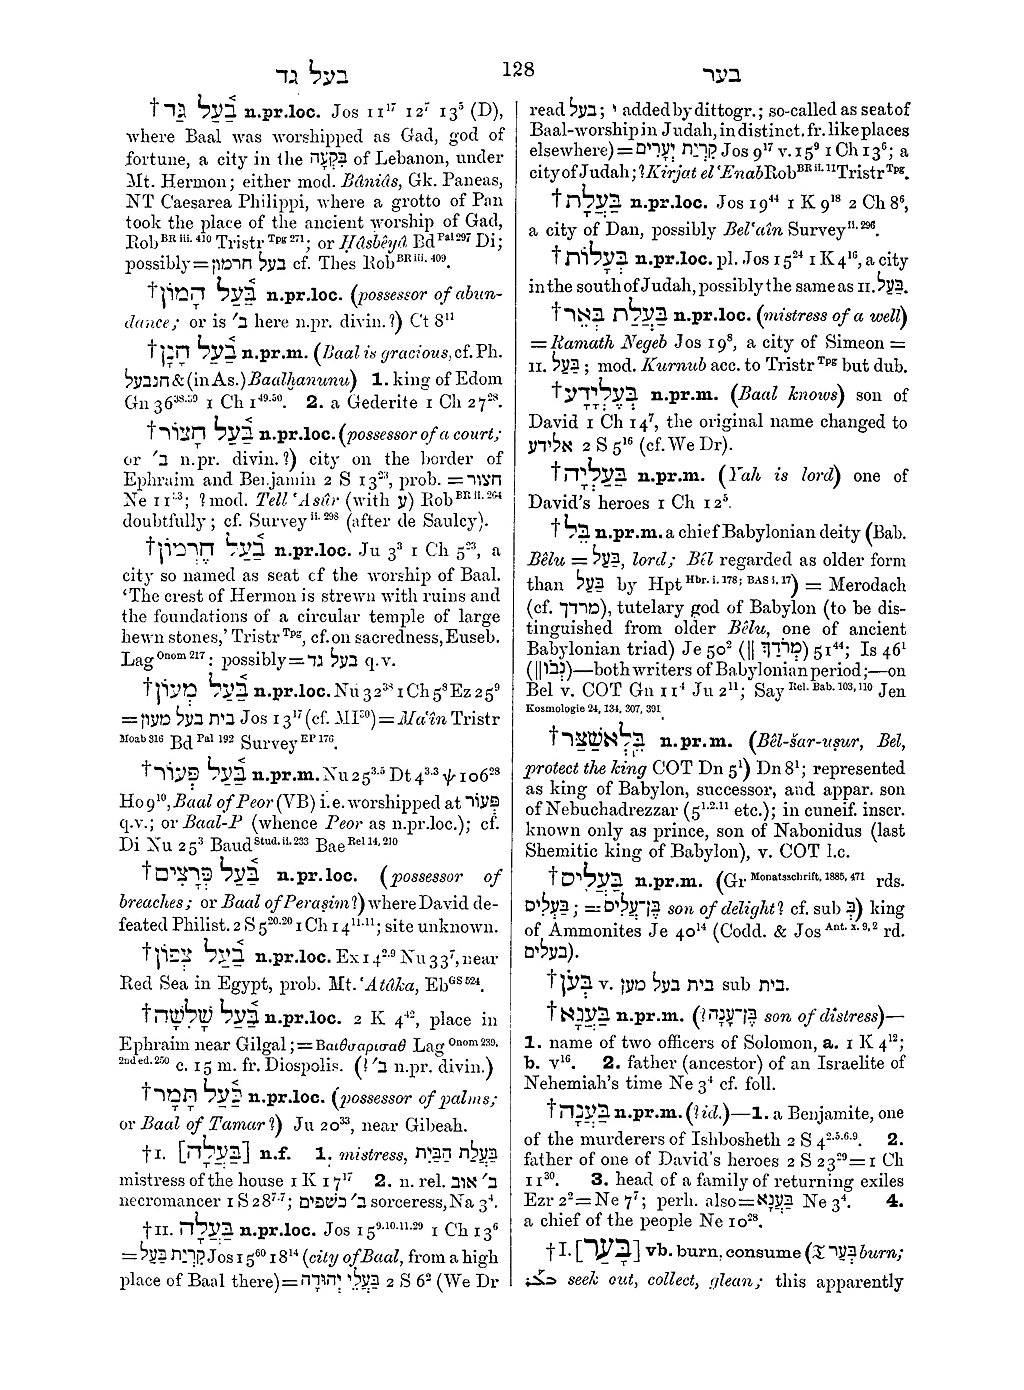 בעל גד
128
בער
† בַּ֫עַל גָּד n.pr.loc. Jos 11¹⁷ 12⁷ 13⁵ (D),
where Baal was worshipped as Gad, god of
fortune, a city in the בִּקְעָה of Lebanon, under
Mt. Hermon; either mod. Bâniâs, Gk. Paneas,
NT Caesarea Philippi, where a grotto of Pan
took the place of the ancient worship of Gad,
Rob BR iii. 410 Tristr Tpg 271; or Ḥâsbêyâ Bd Pal 297 Di;
possibly = בעל חרמון cf. Thes Rob BR iii. 409.
† בַּ֫עַל הָמוֹן n.pr.loc. (possessor of abun-
dance; or is ב׳ here n.pr. divin.?) Ct 8¹¹
† בַּ֫עַל חָנָן n.pr.m. (Baal is gracious, cf. Ph.
חנבעל & (in As.) Baalḥanunu) 1. king of Edom
Gn 36³⁸·³⁹ 1 Ch 1⁴⁹·⁵⁰. 2. a Gederite 1 Ch 27²⁸.
† בַּ֫עַל חָצוֹר n.pr.loc. (possessor of a court;
or ב׳ n.pr. divin.?) city on the border of
Ephraim and Benjamin 2 S 13²³, prob. = חצור
Ne 11³³; ? mod. Tell ‘Asûr (with ע) Rob BR ii. 264
doubtfully; cf. Survey ii. 298 (after de Saulcy).
† בַּ֫עַל חֶרְמוֹן n.pr.loc. Ju 3³ 1 Ch 5²³, a
city so named as seat of the worship of Baal.
‘The crest of Hermon is strewn with ruins and
the foundations of a circular temple of large
hewn stones,’ Tristr Tpg, cf. on sacredness, Euseb.
Lag Onom 217: possibly = בעל גד q.v.
† בַּ֫עַל מְעוֹן n.pr.loc. Nu 32³⁸ 1 Ch 5⁸ Ez 25⁹
= בית בעל מעון Jos 13¹⁷ (cf. MI³⁰) = Ma‘în Tristr
Moab 316 Bd Pal 192 Survey EP 176.
† בַּ֫עַל פְּעוֹר n.pr.m. Nu 25³·⁵ Dt 4³·³ ψ 106²⁸
Ho 9¹⁰, Baal of Peor (VB) i.e. worshipped at פְּעוֹר
q.v.; or Baal-P (whence Peor as n.pr.loc.); cf.
Di Nu 25³ Baud Stud. ii. 233 Bae Rel 14, 210
† בַּ֫עַל פְּרָצִים n.pr.loc. (possessor of
breaches; or Baal of Peraṣim?) where David de-
feated Philist. 2 S 5²⁰·²⁰ 1 Ch 14¹¹·¹¹; site unknown.
† בַּ֫עַל צְפֹן n.pr.loc. Ex 14²·⁹ Nu 33⁷, near
Red Sea in Egypt, prob. Mt. ‘Atâka, Eb GS 524.
† בַּ֫עַל שָׁלִשָׁה n.pr.loc. 2 K 4⁴², place in
Ephraim near Gilgal; = Βαιθσαρισαθ Lag Onom 239,
2nd ed. 250 c. 15 m. fr. Diospolis. (? ב׳ n.pr. divin.)
† בַּ֫עַל תָּמָר n.pr.loc. (possessor of palms;
or Baal of Tamar?) Ju 20³³, near Gibeah.
† I. [בַּעֲלָה] n.f. 1. mistress, בַּעֲלַת הַבַּיִת
mistress of the house 1 K 17¹⁷ 2. n. rel. ב׳ אוב
necromancer 1 S 28⁷·⁷; ב׳ כשׁפים sorceress, Na 3⁴.
† II. בַּעֲלָה n.pr.loc. Jos 15⁹·¹⁰·¹¹·²⁹ 1 Ch 13⁶
= קִרְיַת בַּעַל Jos 15⁶⁰ 18¹⁴ (city of Baal, from a high
place of Baal there) = בַּעֲלֵי יְהוּדָה 2 S 6² (We Dr
read בעל; י added by dittogr.; so-called as seat of
Baal-worship in Judah, in distinct. fr. like places
elsewhere) = קִרְיַת יְעָרִים Jos 9¹⁷ v. 15⁹ 1 Ch 13⁶; a
city of Judah; ? Kirjat el ‘Enab Rob BR ii. 11 Tristr Tpg.
† בַּעֲלָת n.pr.loc. Jos 19⁴⁴ 1 K 9¹⁸ 2 Ch 8⁶,
a city of Dan, possibly Bel‘aîn Survey ii. 296.
† בְּעָלוֹת n.pr.loc. pl. Jos 15²⁴ 1 K 4¹⁶, a city
in the south of Judah, possibly the same as II. בַּעַל.
† בַּעֲלַת בְּאֵר n.pr.loc. (mistress of a well)
= Ramath Negeb Jos 19⁸, a city of Simeon =
II. בַּעַל; mod. Kurnub acc. to Tristr Tpg but dub.
† בְּעֶלְיָדָע n.pr.m. (Baal knows) son of
David 1 Ch 14⁷, the original name changed to
אלידע 2 S 5¹⁶ (cf. We Dr).
† בְּעַלְיָה n.pr.m. (Yah is lord) one of
David’s heroes 1 Ch 12⁵.
† בֵּל n.pr.m. a chief Babylonian deity (Bab.
Bêlu = בַּעַל, lord; Bēl regarded as older form
than בַּעַל by Hpt Hbr. i. 178; BAS i. 17) = Merodach
(cf. מרדך), tutelary god of Babylon (to be dis-
tinguished from older Bêlu, one of ancient
Babylonian triad) Je 50² (|| מְרֹדָךְ) 51⁴⁴; Is 46¹
(|| נְבוֹ)—both writers of Babylonian period;—on
Bel v. COT Gn 11⁴ Ju 2¹¹; Say Rel. Bab. 103, 110 Jen
Kosmologie 24, 134, 307, 391.
† בֵּלְאשַׁצַּר n.pr.m. (Bêl-šar-uṣur, Bel,
protect the king COT Dn 5¹) Dn 8¹; represented
as king of Babylon, successor, and appar. son
of Nebuchadrezzar (5¹·²·¹¹ etc.); in cuneif. inscr.
known only as prince, son of Nabonidus (last
Shemitic king of Babylon), v. COT l.c.
† בַּעֲלִיס n.pr.m. (Gr Monatsschrift, 1885, 471 rds.
בעלים; = בֶּן־עֲלִיס son of delight? cf. sub בְּ) king
of Ammonites Je 40¹⁴ (Codd. & Jos Ant. x. 9, 2 rd.
בעלים).
† בְּעֹן v. בית בעל מען sub בית.
† בַּעֲנָא n.pr.m. (? בֶּן־עֲנָה son of distress)—
1. name of two officers of Solomon, a. 1 K 4¹²;
b. v¹⁶. 2. father (ancestor) of an Israelite of
Nehemiah’s time Ne 3⁴ cf. foll.
† בַּעֲנָה n.pr.m. (? id.)—1. a Benjamite, one
of the murderers of Ishbosheth 2 S 4²·⁵·⁶·⁹. 2.
father of one of David’s heroes 2 S 23²⁹ = 1 Ch
11³⁰. 3. head of a family of returning exiles
Ezr 2² = Ne 7⁷; perh. also = בַּעֲנָא Ne 3⁴. 4.
a chief of the people Ne 10²⁸.
† I. [בָּעַר] vb. burn, consume (𝔗 בְּעַר burn;
seek out, collect, glean; this apparently